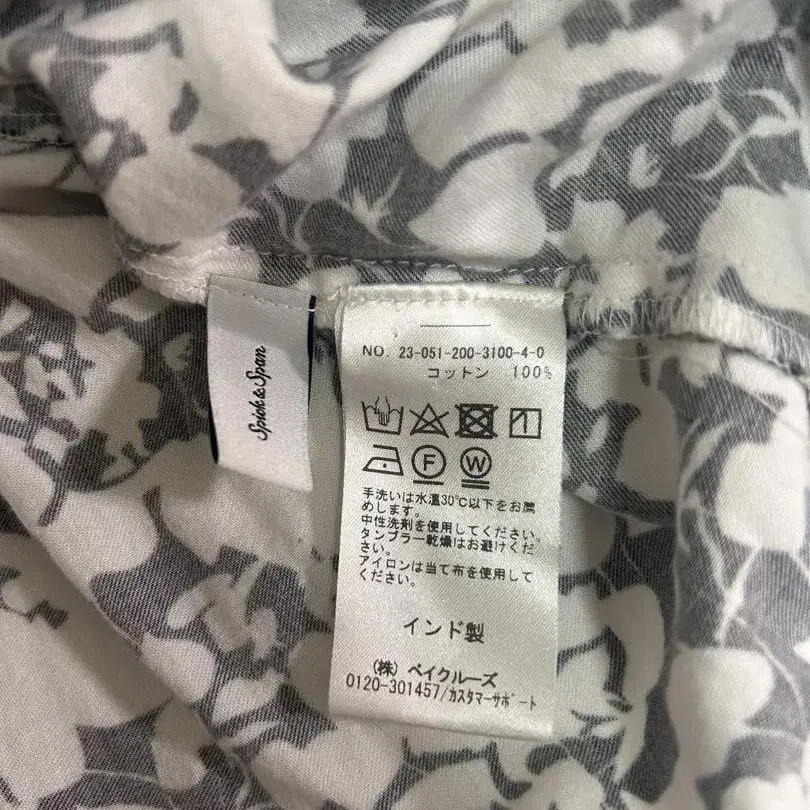 Spick & Span
NO. 23-051-200-3100-4-0
コットン 100%
F W
手洗いは水温30℃以下をお薦
めします。
中性洗剤を使用してください。
タンブラー乾燥はお避けくだ
さい。
アイロンは当て布を使用して
ください。
インド製
(株) ベイクルーズ
0120-301457/カスタマーサポート